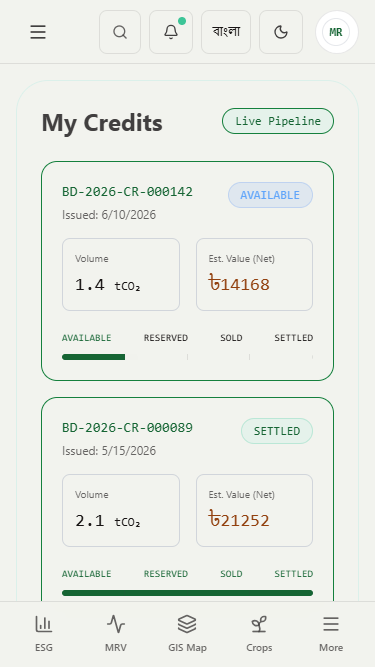 বাংলা
MR
My Credits
Live Pipeline
BD-2026-CR-000142
AVAILABLE
Issued: 6/10/2026
Volume
1.4 tCO₂
Est. Value (Net)
৳14168
AVAILABLE RESERVED SOLD SETTLED
BD-2026-CR-000089
SETTLED
Issued: 5/15/2026
Volume
2.1 tCO₂
Est. Value (Net)
৳21252
AVAILABLE RESERVED SOLD SETTLED
ESG MRV GIS Map Crops More